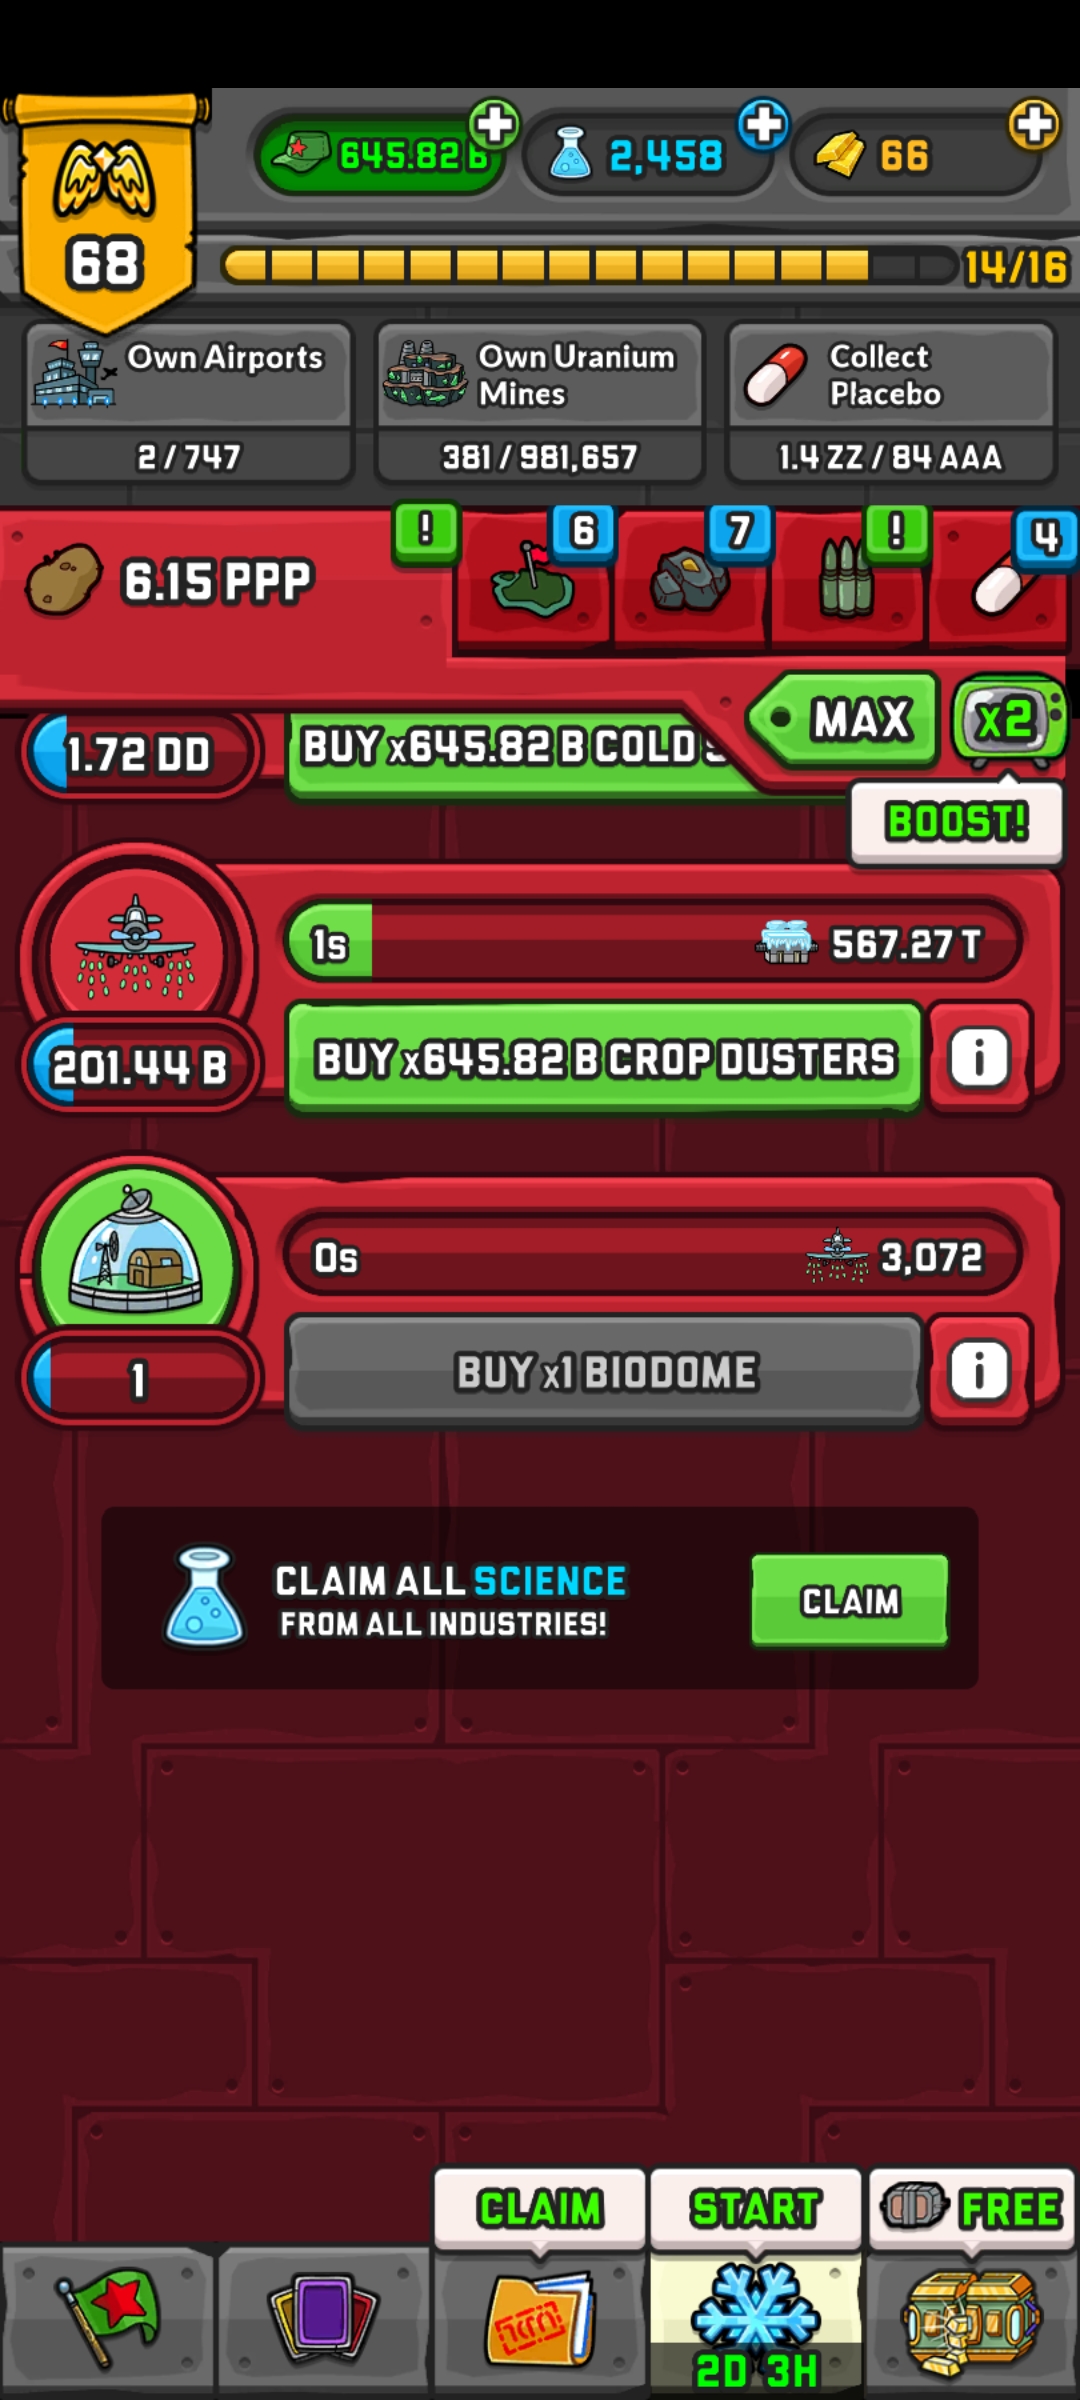 645.82 B
2,458
66
68
14/16
Own Airports
2 / 747
Own Uranium
Mines
381 / 981,657
Collect
Placebo
1.4 ZZ / 84 AAA
6.15 PPP
!
6
7
!
4
MAX
x2
BOOST!
1.72 DD
BUY x645.82 B COLD
1s
567.27 T
201.44 B
BUY x645.82 B CROP DUSTERS
i
0s
3,072
1
BUY x1 BIODOME
i
CLAIM ALL SCIENCE
FROM ALL INDUSTRIES!
CLAIM
CLAIM
START
FREE
2D 3H